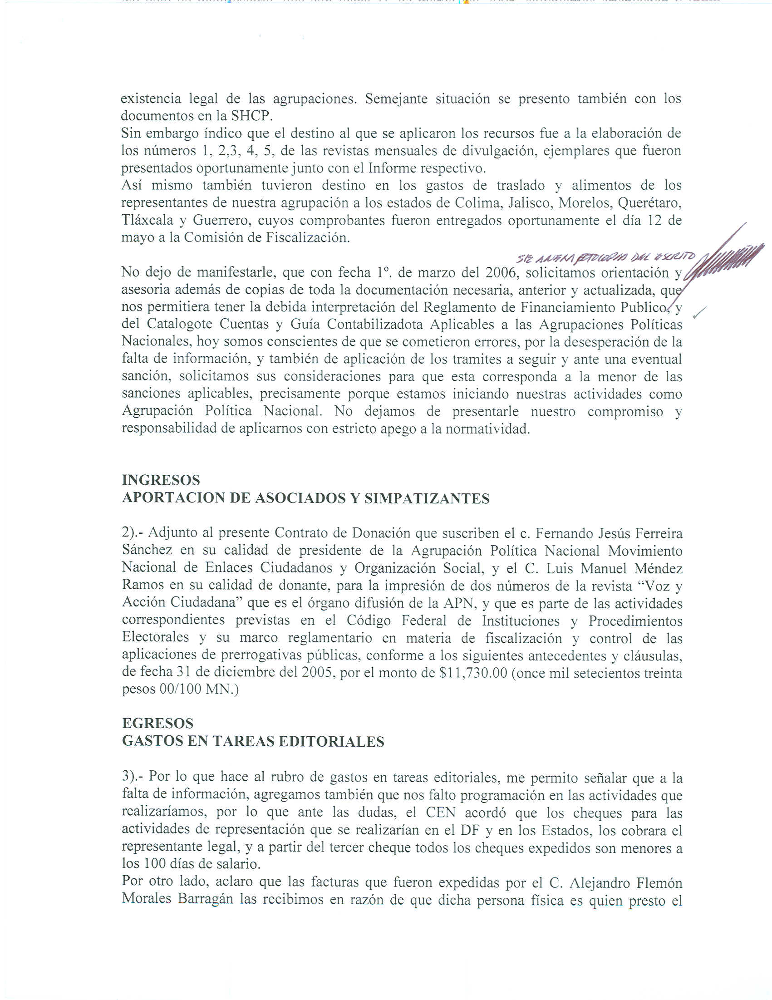 existencia legal de las agrupaciones. Semejante situación se presento también con los
documentos en la SHCP.
Sin embargo índico que el destino al que se aplicaron los recursos fue a la elaboración de
los números 1, 2,3, 4, 5, de las revistas mensuales de divulgación, ejemplares que fueron
presentados oportunamente junto con el Informe respectivo.
Así mismo también tuvieron destino en los gastos de traslado y alimentos de los
representantes de nuestra agrupación a los estados de Colima, Jalisco, Morelos, Querétaro,
Tláxcala y Guerrero, cuyos comprobantes fueron entregados oportunamente el día 12 de
mayo a la Comisión de Fiscalización.
SE ANEXA FOTOCOPIA DEL ESCRITO
No dejo de manifestarle, que con fecha 1º. de marzo del 2006, solicitamos orientación y
asesoria además de copias de toda la documentación necesaria, anterior y actualizada, que
nos permitiera tener la debida interpretación del Reglamento de Financiamiento Publico, y
del Catalogote Cuentas y Guía Contabilizadota Aplicables a las Agrupaciones Políticas
Nacionales, hoy somos conscientes de que se cometieron errores, por la desesperación de la
falta de información, y también de aplicación de los tramites a seguir y ante una eventual
sanción, solicitamos sus consideraciones para que esta corresponda a la menor de las
sanciones aplicables, precisamente porque estamos iniciando nuestras actividades como
Agrupación Política Nacional. No dejamos de presentarle nuestro compromiso y
responsabilidad de aplicarnos con estricto apego a la normatividad.
INGRESOS
APORTACION DE ASOCIADOS Y SIMPATIZANTES
2).- Adjunto al presente Contrato de Donación que suscriben el c. Fernando Jesús Ferreira
Sánchez en su calidad de presidente de la Agrupación Política Nacional Movimiento
Nacional de Enlaces Ciudadanos y Organización Social, y el C. Luis Manuel Méndez
Ramos en su calidad de donante, para la impresión de dos números de la revista “Voz y
Acción Ciudadana” que es el órgano difusión de la APN, y que es parte de las actividades
correspondientes previstas en el Código Federal de Instituciones y Procedimientos
Electorales y su marco reglamentario en materia de fiscalización y control de las
aplicaciones de prerrogativas públicas, conforme a los siguientes antecedentes y cláusulas,
de fecha 31 de diciembre del 2005, por el monto de $11,730.00 (once mil setecientos treinta
pesos 00/100 MN.)
EGRESOS
GASTOS EN TAREAS EDITORIALES
3).- Por lo que hace al rubro de gastos en tareas editoriales, me permito señalar que a la
falta de información, agregamos también que nos falto programación en las actividades que
realizaríamos, por lo que ante las dudas, el CEN acordó que los cheques para las
actividades de representación que se realizarían en el DF y en los Estados, los cobrara el
representante legal, y a partir del tercer cheque todos los cheques expedidos son menores a
los 100 días de salario.
Por otro lado, aclaro que las facturas que fueron expedidas por el C. Alejandro Flemón
Morales Barragán las recibimos en razón de que dicha persona física es quien presto el